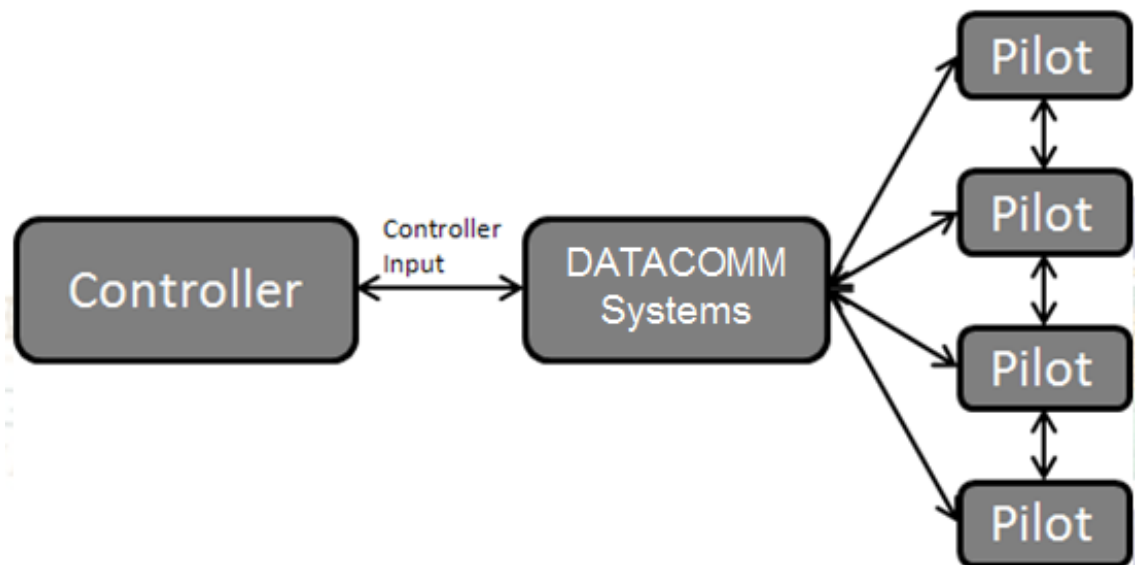 Controller
Controller
Input
DATACOMM
Systems
Pilot
Pilot
Pilot
Pilot